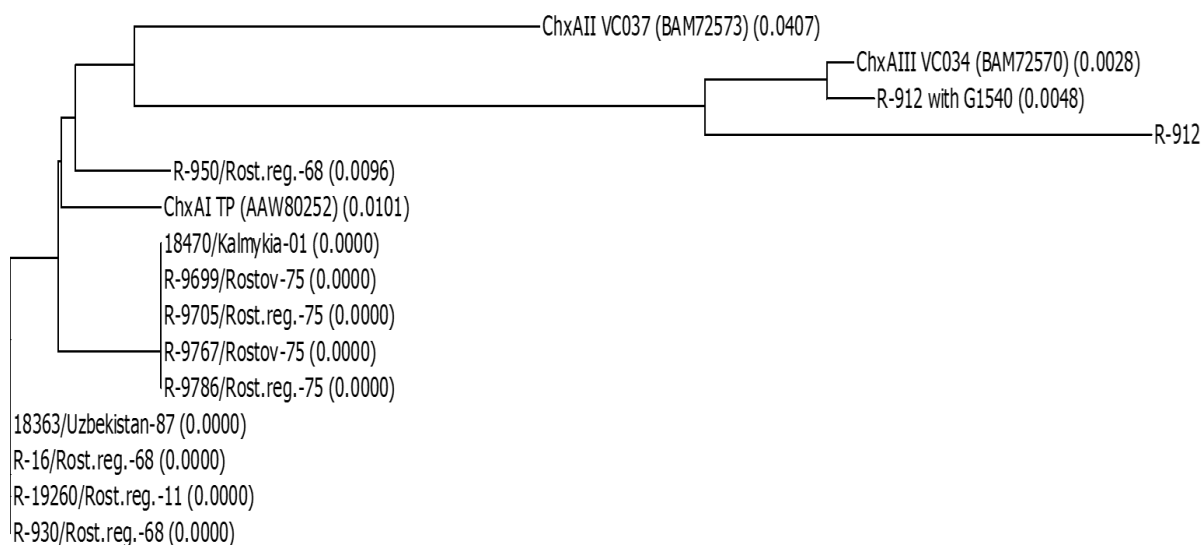 ChxAII VC037 (BAM72573) (0.0407)
ChxAIII VC034 (BAM72570) (0.0028)
R-912 with G1540 (0.0048)
R-912
R-950/Rost.reg.-68 (0.0096)
ChxAI TP (AAW80252) (0.0101)
18470/Kalmykia-01 (0.0000)
R-9699/Rostov-75 (0.0000)
R-9705/Rost.reg.-75 (0.0000)
R-9767/Rostov-75 (0.0000)
R-9786/Rost.reg.-75 (0.0000)
18363/Uzbekistan-87 (0.0000)
R-16/Rost.reg.-68 (0.0000)
R-19260/Rost.reg.-11 (0.0000)
R-930/Rost.reg.-68 (0.0000)